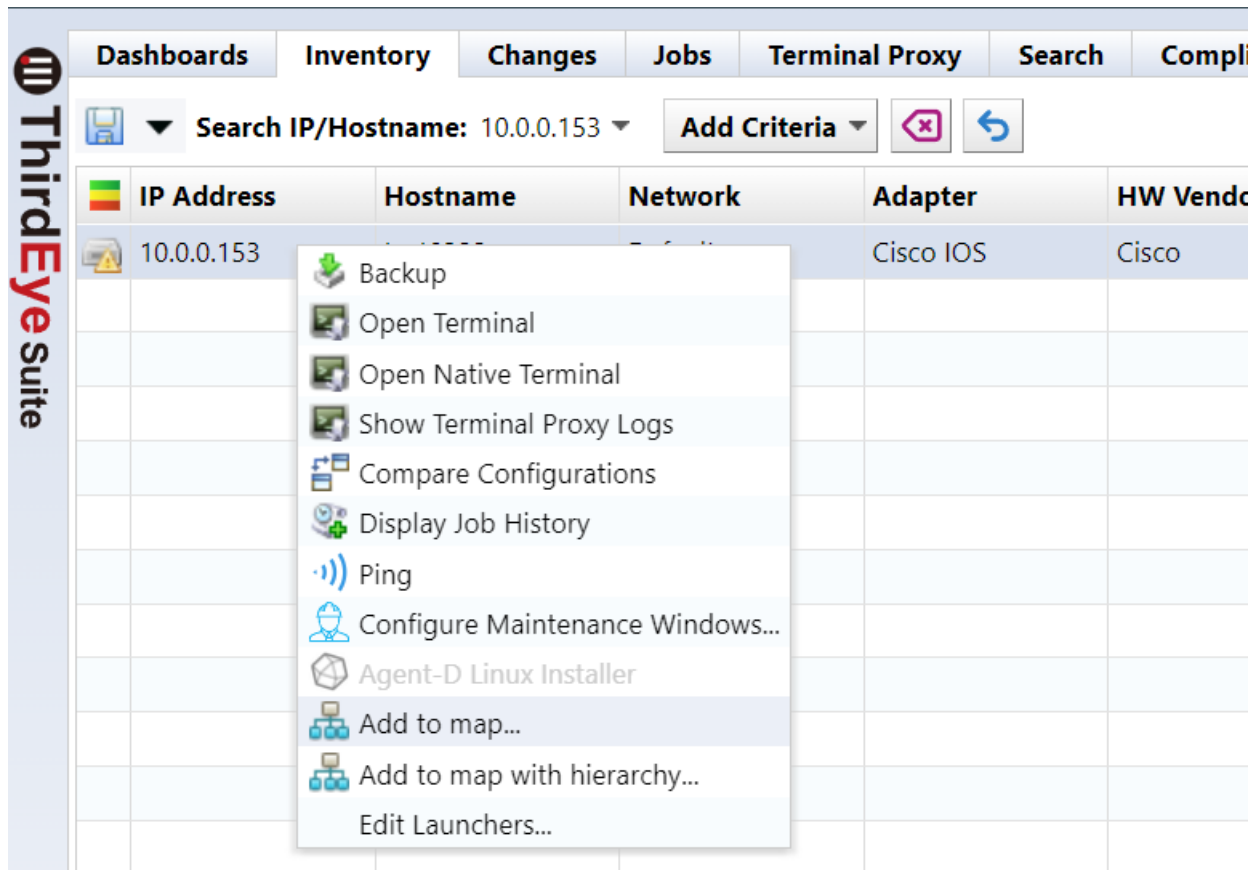 ThirdEye Suite
Dashboards Inventory Changes Jobs Terminal Proxy Search
Search IP/Hostname: 10.0.0.153 Add Criteria
IP Address Hostname Network Adapter HW
10.0.0.153 Cisco IOS Cisco
Backup
Open Terminal
Open Native Terminal
Show Terminal Proxy Logs
Compare Configurations
Display Job History
Ping
Configure Maintenance Windows...
Agent-D Linux Installer
Add to map...
Add to map with hierarchy...
Edit Launchers...